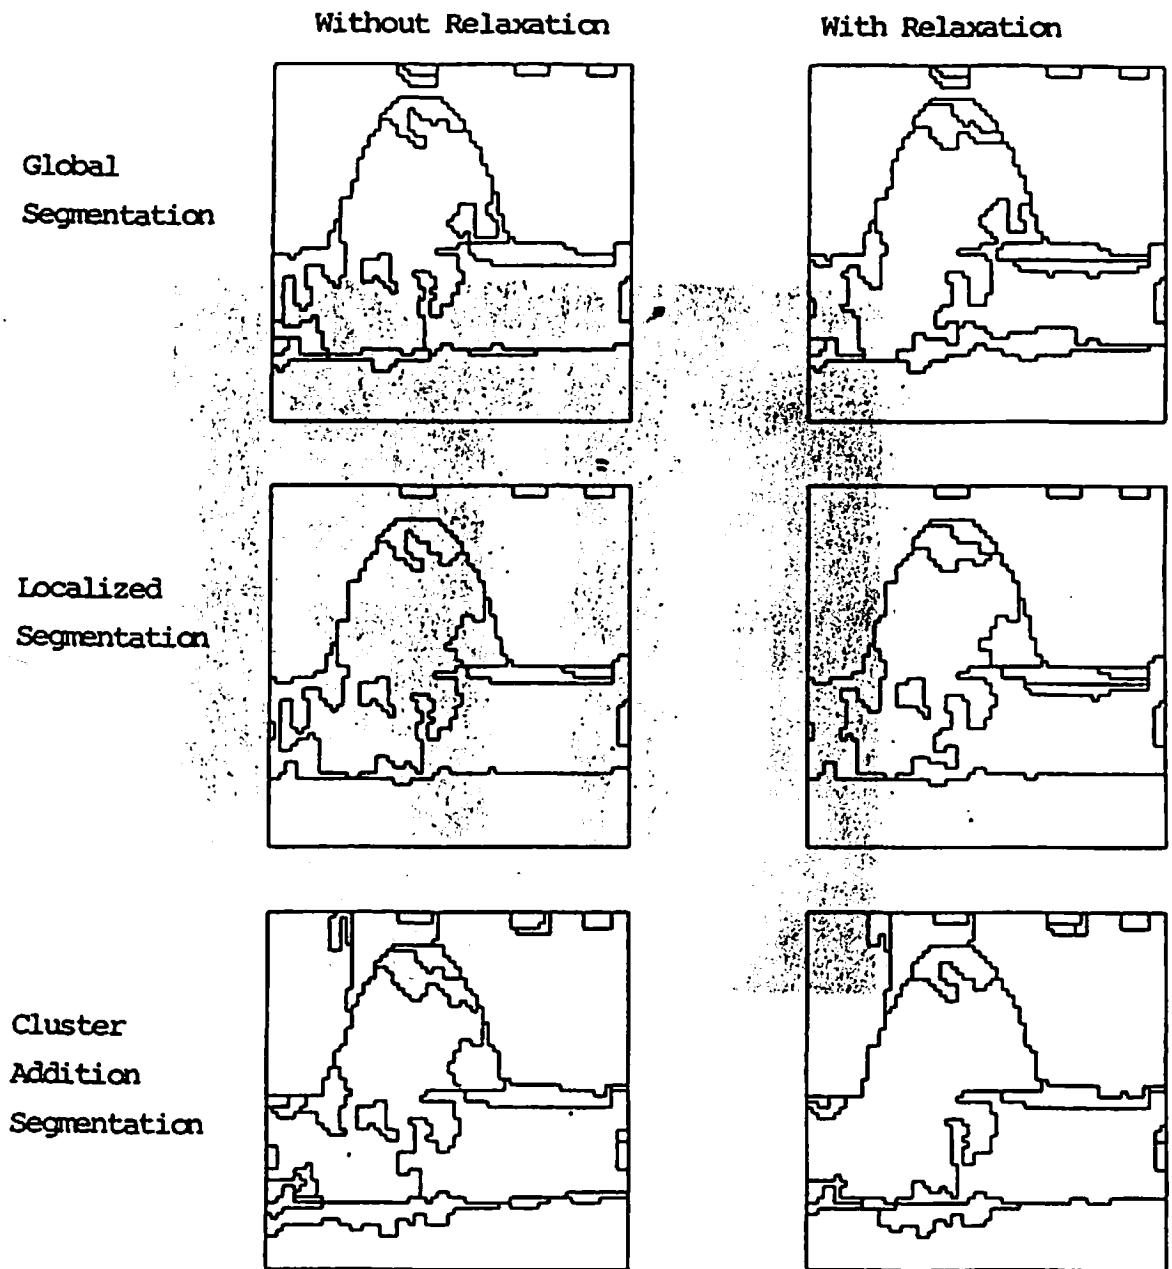 Without Relaxation
With Relaxation
Global
Segmentation
Localized
Segmentation
Cluster
Addition
Segmentation